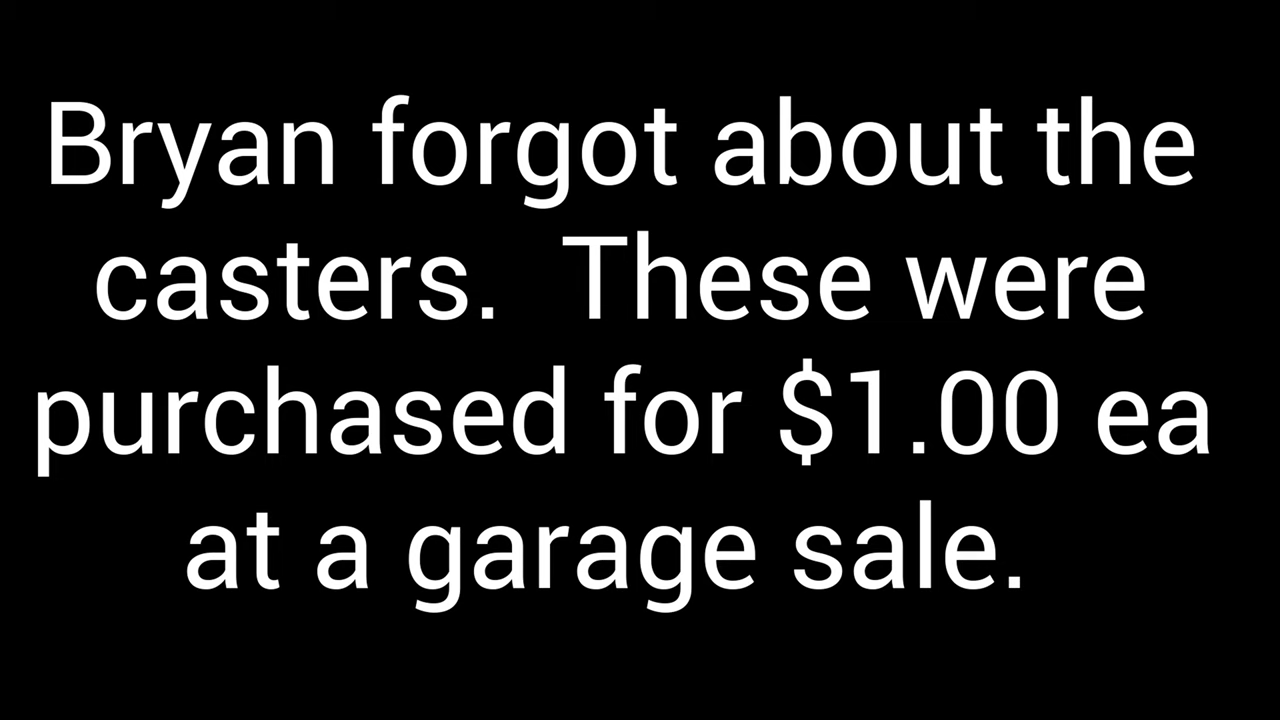 Bryan forgot about the
casters.  These were
purchased for $1.00 ea
at a garage sale.